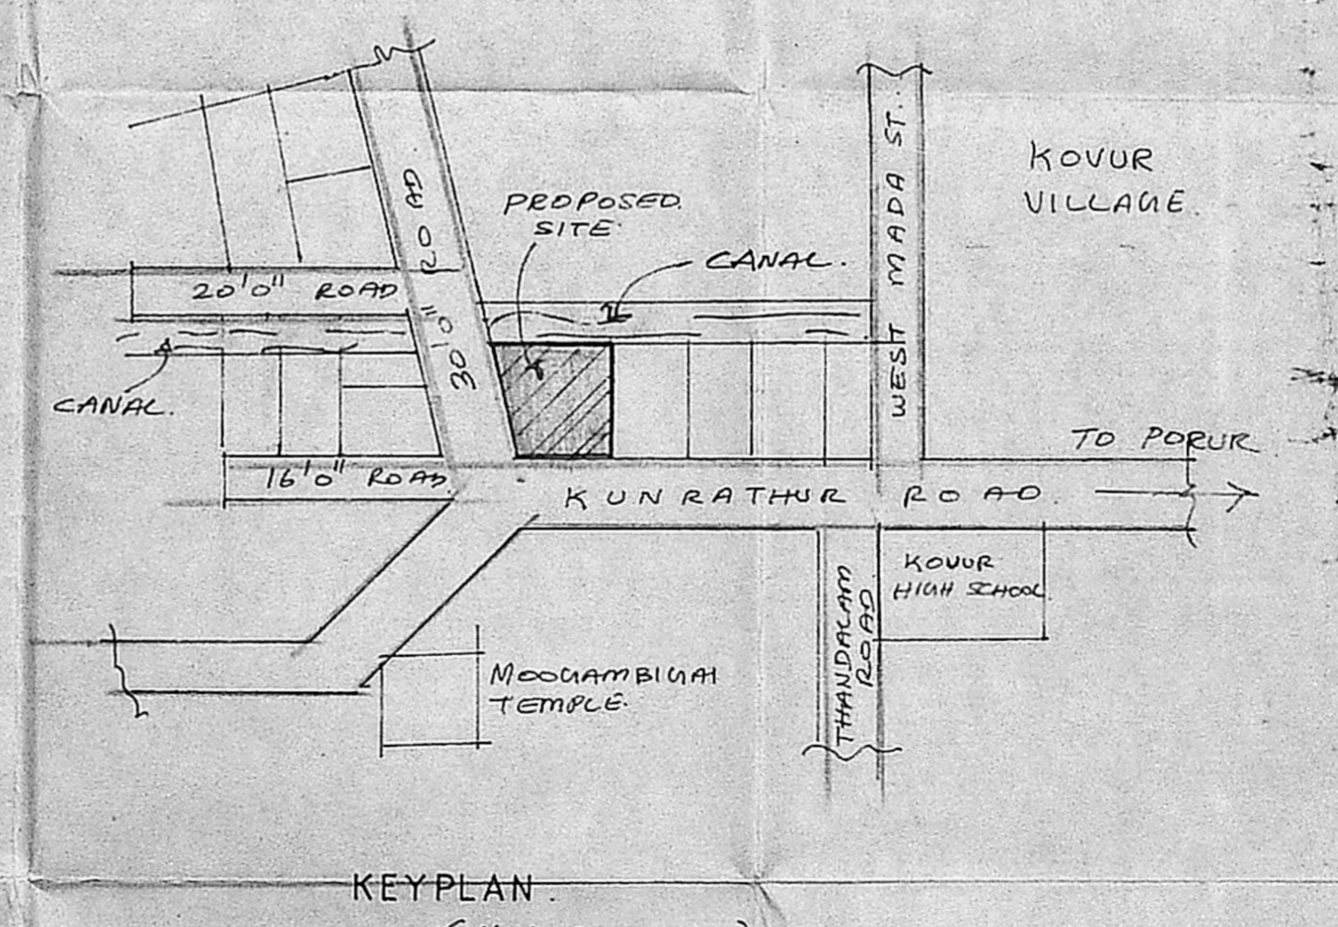 KOVUR
VILLAGE.
WEST MADA ST..
30'0" ROAD
PROPOSED.
SITE.
CANAL.
20'0" ROAD
CANAL.
TO PORUR
16'0" ROAD.
KUNRATHUR ROAD.
KOVUR
HIGH SCHOOL.
THANDALAM
ROAD
MOOGAMBIGAI
TEMPLE.
KEYPLAN.